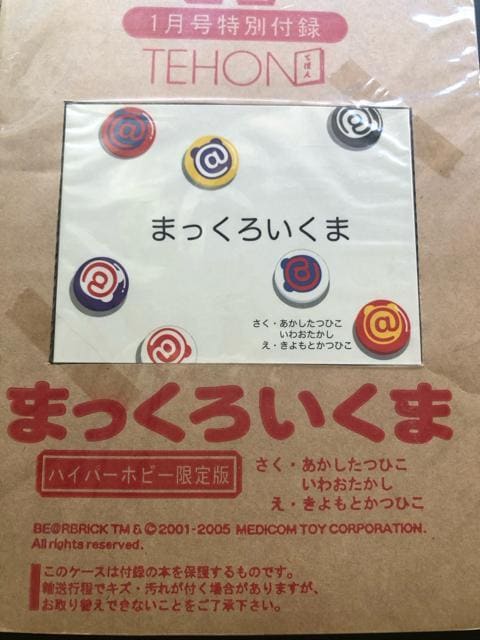 1月号特別付録
TEHON
てほん
@
@
@
まっくろいくま
@
@
さく・あかしたつひこ
いわおたかし
え・きよもとかつひこ
@
@
まっくろいくま
ハイパーホビー限定版
さく・あかしたつひこ
いわおたかし
え・きよもとかつひこ
BE@RBRICK TM & © 2001-2005 MEDICOM TOY CORPORATION.
All rights reserved.
このケースは付録の本を保護するものです。
輸送行程でキズ・汚れが付く場合がありますが、
お取り替えできないことをご了承下さい。